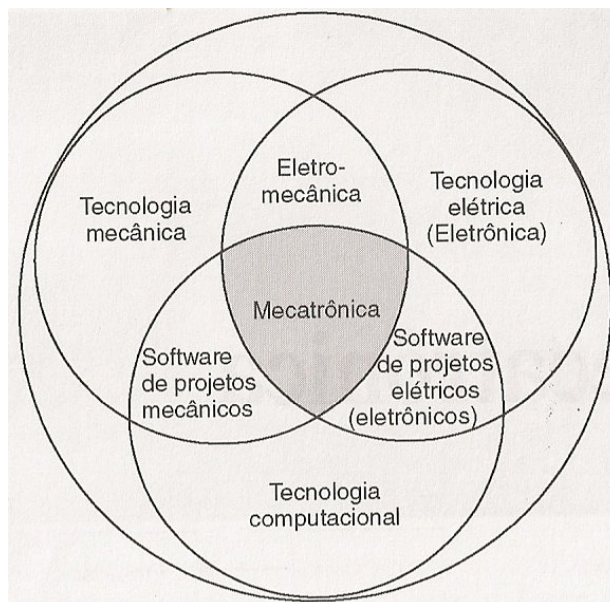 Eletro-
mecânica
Tecnologia
mecânica
Tecnologia
elétrica
(Eletrônica)
Mecatrônica
Software
de projetos
mecânicos
Software
de projetos
elétricos
(eletrônicos)
Tecnologia
computacional